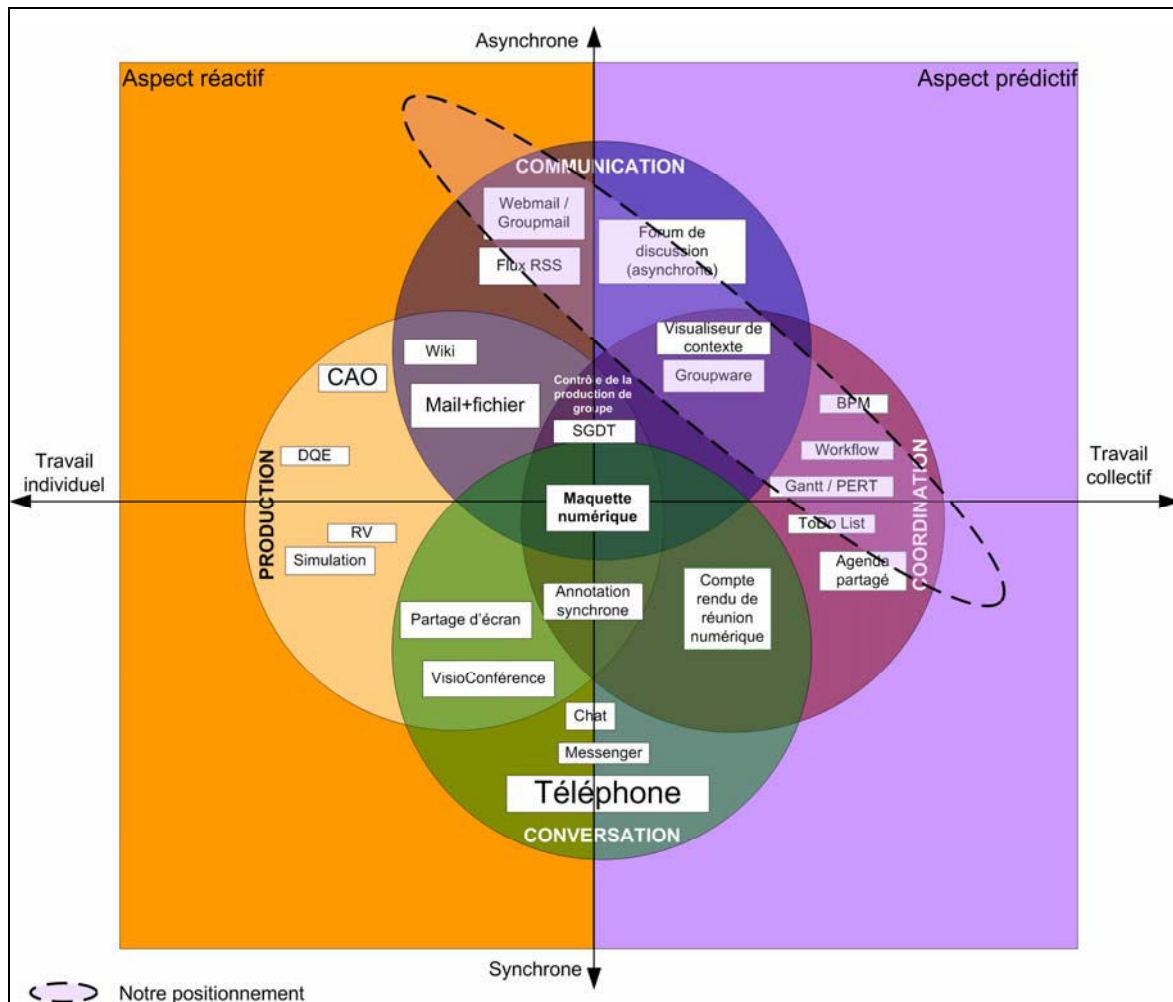 Asynchrone
Aspect réactif
Aspect prédictif
COMMUNICATION
Webmail /
Groupmail
Forum de
discussion
(asynchrone)
Flux RSS
Visualiseur de
contexte
Wiki
Groupware
CAO
Contrôle de la
production de
groupe
Mail+fichier
BPM
SGDT
DQE
Workflow
Travail
individuel
Travail
collectif
Gantt / PERT
Maquette
numérique
PRODUCTION
COORDINATION
ToDo List
RV
Simulation
Agenda
partagé
Annotation
synchrone
Compte
rendu de
réunion
numérique
Partage d'écran
VisioConférence
Chat
Messenger
Téléphone
CONVERSATION
Synchrone
Notre positionnement